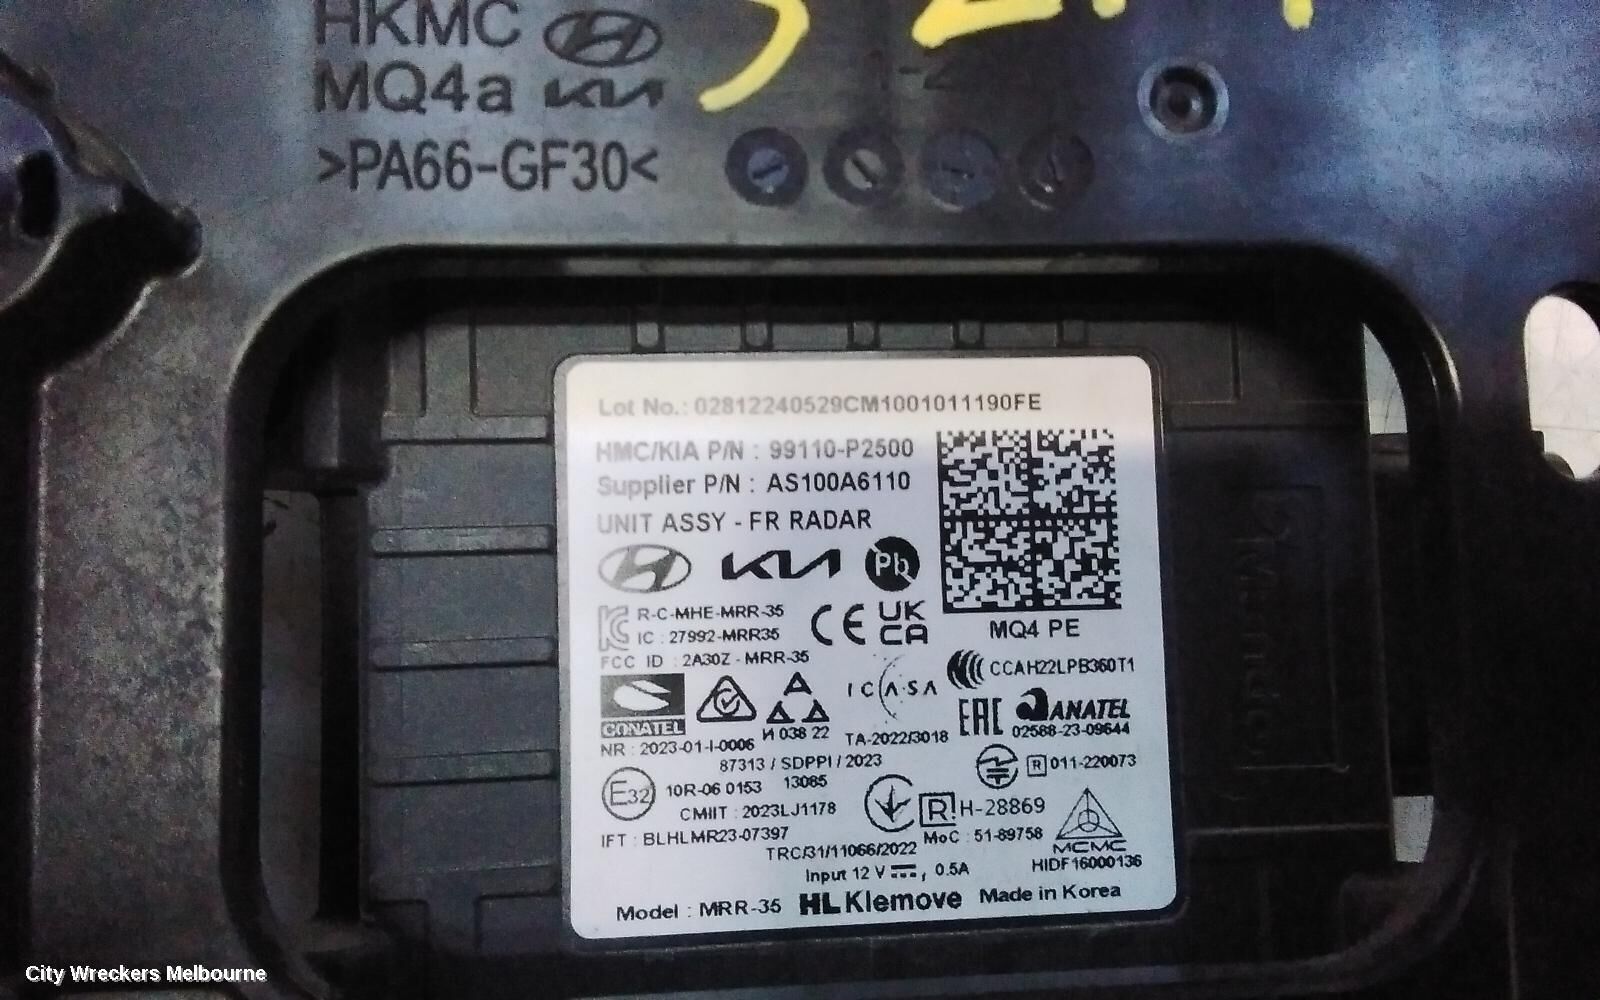 HKMC
MQ4a KIA
>PA66-GF30<
Lot No.: 02812240529CM1001011190FE
HMC/KIA P/N : 99110-P2500
Supplier P/N : AS100A6110
UNIT ASSY - FR RADAR
KIA Pb
R-C-MHE-MRR-35
IC : 27992-MRR35
CE UK CA
MQ4 PE
FCC ID : 2A30Z - MRR-35
CCAH22LPB360T1
ICASA
CONATEL
EAC ANATEL
02588-23-09644
NR : 2023-01-I-0006
И 038 22
TA-2022/3018
87313 / SDPPI / 2023
13085
R 011-220073
E32 10R-06 0153
CMIIT : 2023LJ1178
R H-28869
IFT : BLHLMR23-07397
MoC : 51-89758
MCMC
TRC/31/11066/2022
HIDF16000136
Input 12 V , 0.5A
Model : MRR-35 HL Klemove Made in Korea
Mando
City Wreckers Melbourne